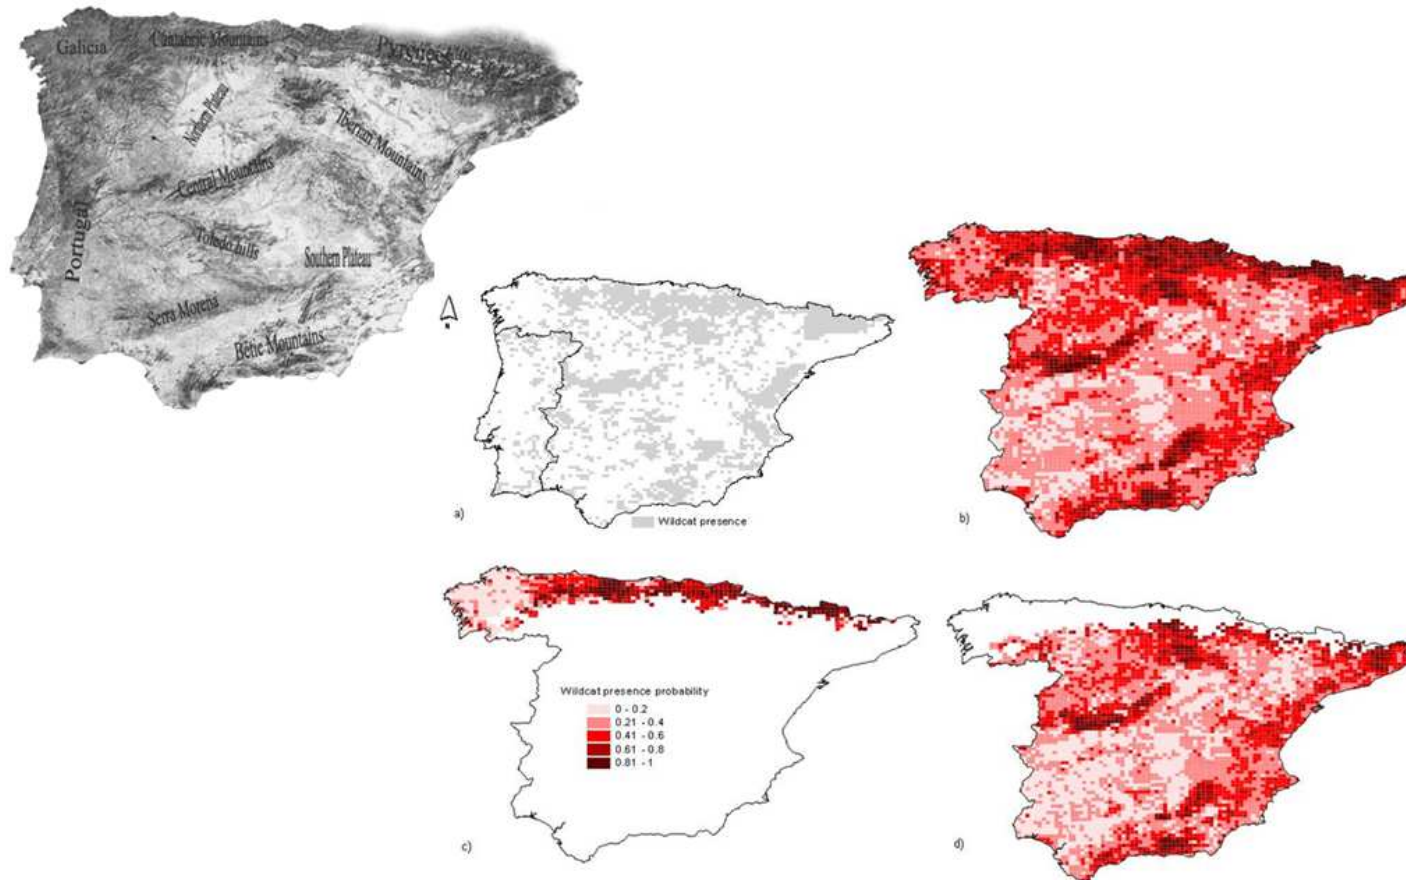 Galicia
Cantabric Mountains
Pyrenees
Northern Plateau
Iberian Mountains
Central Mountains
Portugal
Toledo hills
Southern Plateau
Serra Morena
Bétic Mountains
N
a)
Wildcat presence
b)
Wildcat presence probability
0 - 0.2
0.21 - 0.4
0.41 - 0.6
0.61 - 0.8
0.81 - 1
c)
d)